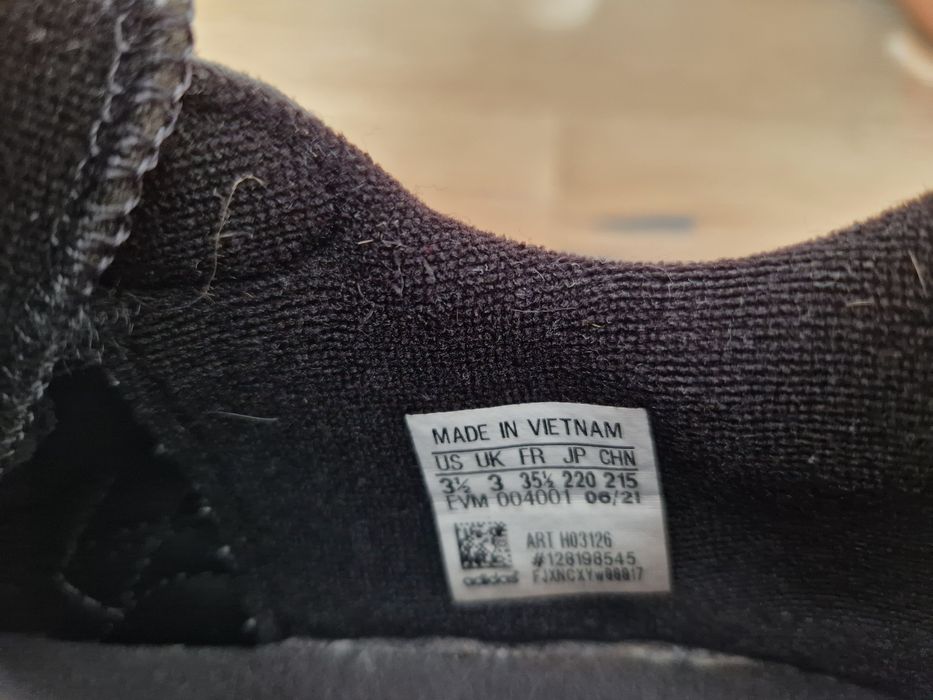 MADE IN VIETNAM
US UK FR JP CHN
3½ 3 35½ 220 215
EVM 004001 06/21
ART H03126
#128198545
adidas